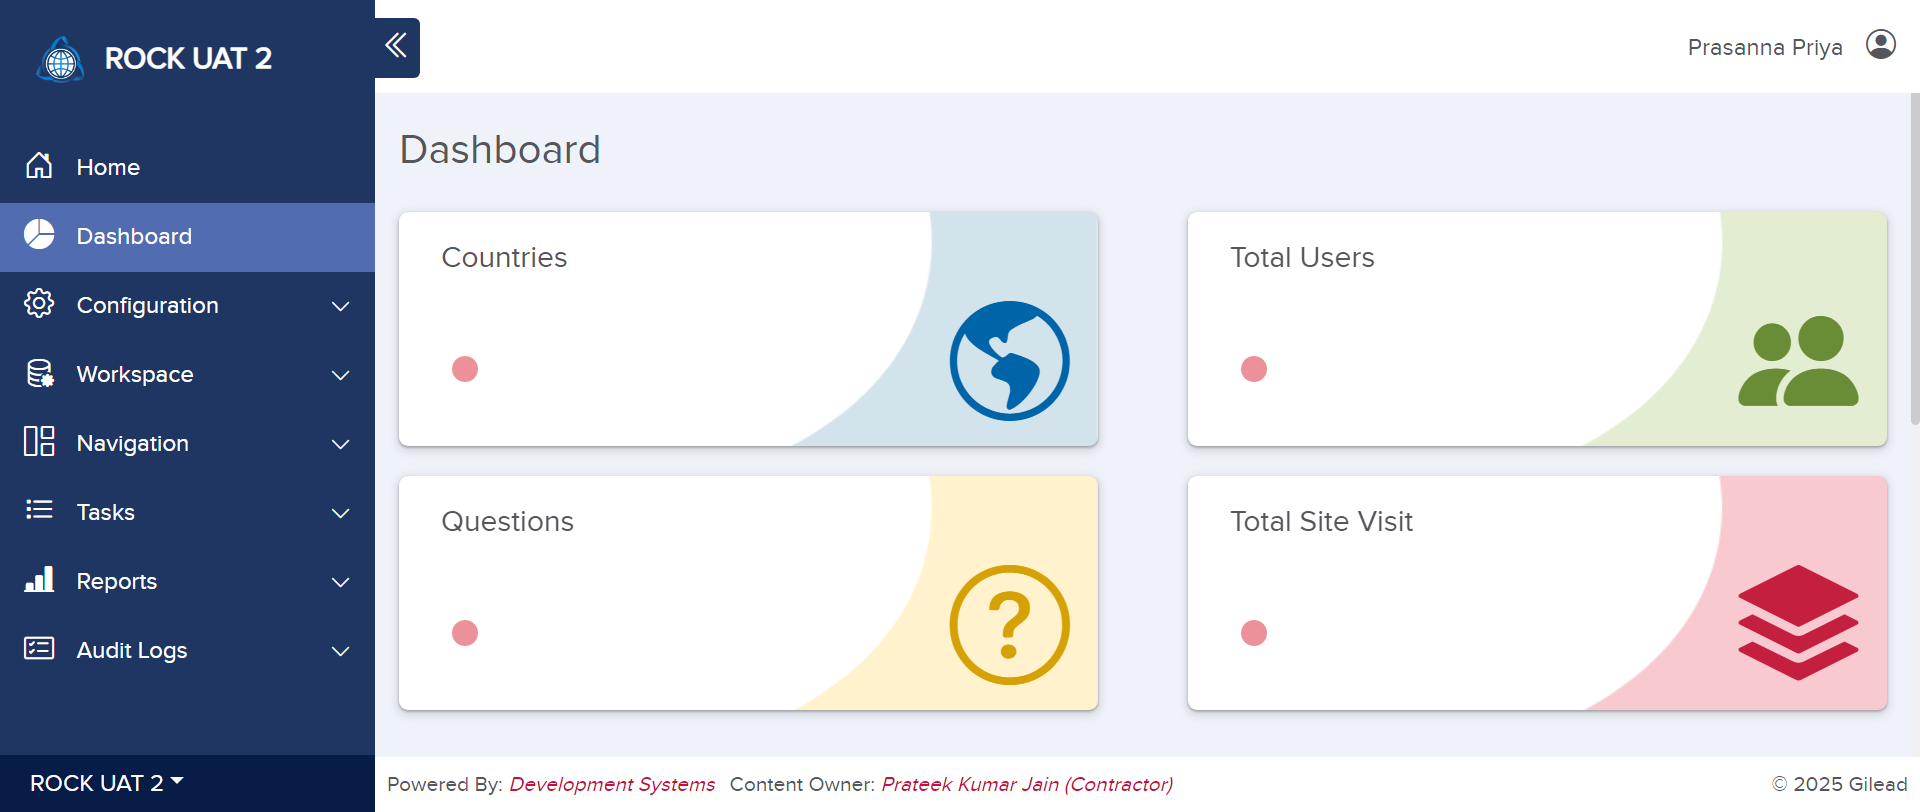 ROCK UAT 2
Prasanna Priya
Home
Dashboard
Configuration
Workspace
Navigation
Tasks
Reports
Audit Logs
ROCK UAT 2
Dashboard
Countries
Total Users
Questions
Total Site Visit
Powered By: Development Systems Content Owner: Prateek Kumar Jain (Contractor)
© 2025 Gilead